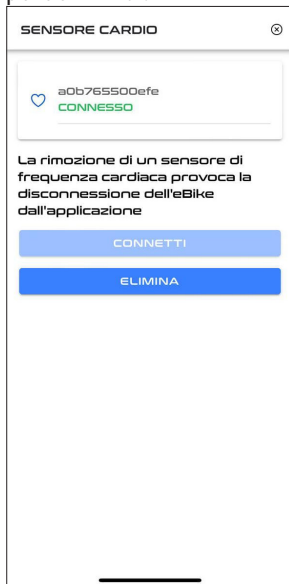 SENSORE CARDIO
a0b765500efe
CONNESSO
La rimozione di un sensore di
frequenza cardiaca provoca la
disconnessione dell'eBike
dall'applicazione
CONNETTI
ELIMINA